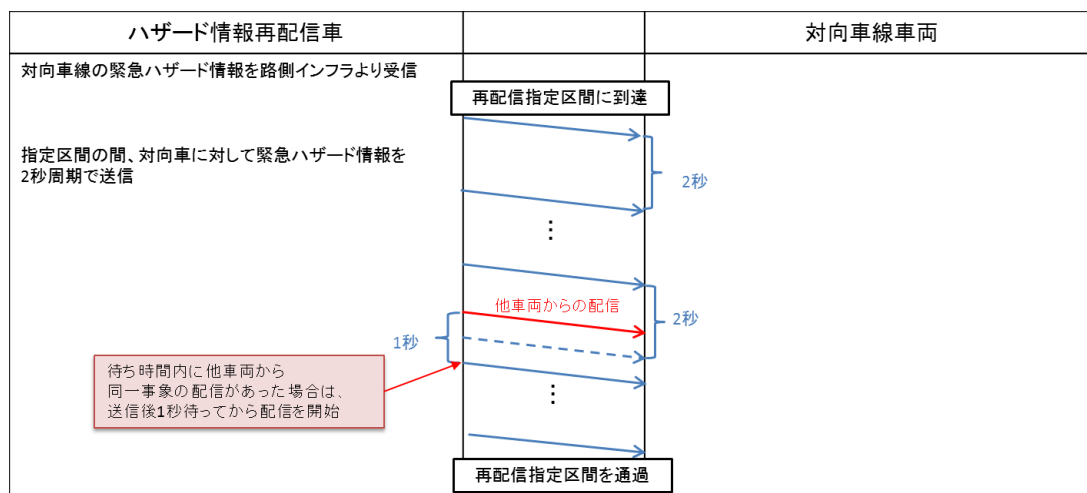 ハザード情報再配信車
対向車線車両
対向車線の緊急ハザード情報を路側インフラより受信
再配信指定区間に到達
指定区間の間、対向車に対して緊急ハザード情報を
2秒周期で送信
2秒
⋮
他車両からの配信
2秒
1秒
待ち時間内に他車両から
同一事象の配信があった場合は、
送信後1秒待ってから配信を開始
⋮
再配信指定区間を通過